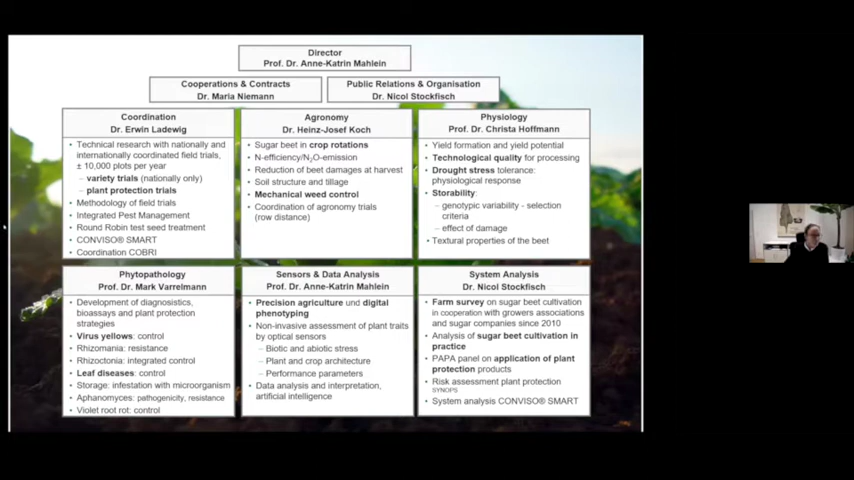 Director
Prof. Dr. Anne-Katrin Mahlein
Cooperations & Contracts
Dr. Maria Niemann
Public Relations & Organisation
Dr. Nicol Stockfisch
Coordination
Dr. Erwin Ladewig
• Technical research with nationally and
internationally coordinated field trials,
± 10,000 plots per year
– variety trials (nationally only)
– plant protection trials
• Methodology of field trials
• Integrated Pest Management
• Round Robin test seed treatment
• CONVISO® SMART
• Coordination COBRI
Agronomy
Dr. Heinz-Josef Koch
• Sugar beet in crop rotations
• N-efficiency/N₂O-emission
• Reduction of beet damages at harvest
• Soil structure and tillage
• Mechanical weed control
• Coordination of agronomy trials
(row distance)
Physiology
Prof. Dr. Christa Hoffmann
• Yield formation and yield potential
• Technological quality for processing
• Drought stress tolerance:
physiological response
• Storability:
– genotypic variability - selection
criteria
– effect of damage
• Textural properties of the beet
Phytopathology
Prof. Dr. Mark Varrelmann
• Development of diagnosistics,
bioassays and plant protection
strategies
• Virus yellows: control
• Rhizomania: resistance
• Rhizoctonia: integrated control
• Leaf diseases: control
• Storage: infestation with microorganism
• Aphanomyces: pathogenicity, resistance
• Violet root rot: control
Sensors & Data Analysis
Prof. Dr. Anne-Katrin Mahlein
• Precision agriculture und digital
phenotyping
• Non-invasive assessment of plant traits
by optical sensors
– Biotic and abiotic stress
– Plant and crop architecture
– Performance parameters
• Data analysis and interpretation,
artificial intelligence
System Analysis
Dr. Nicol Stockfisch
• Farm survey on sugar beet cultivation
in cooperation with growers associations
and sugar companies since 2010
• Analysis of sugar beet cultivation in
practice
• PAPA panel on application of plant
protection products
• Risk assessment plant protection
SYNOPS
• System analysis CONVISO® SMART